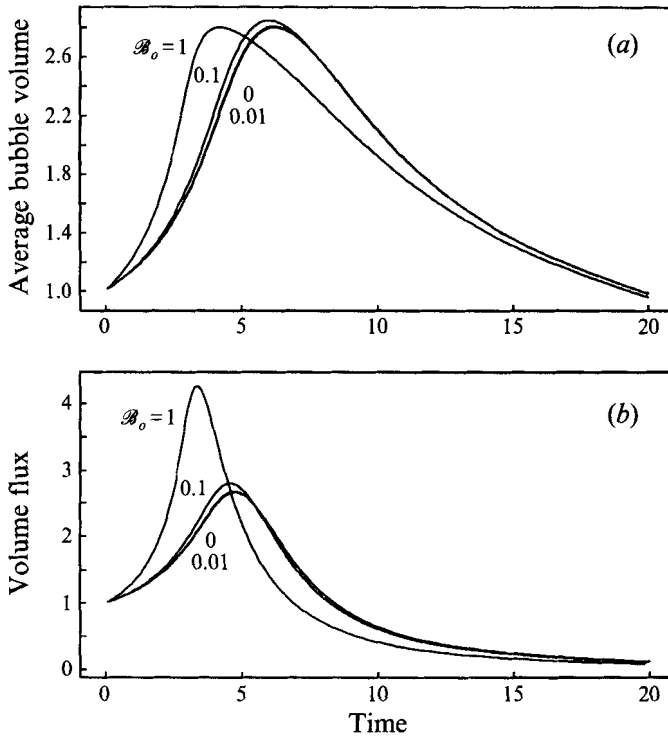 (a)
ℬₒ = 1
0.1
0
0.01
2.6
2.2
1.8
1.4
1.0
Average bubble volume
0 5 10 15 20
(b)
ℬₒ = 1
0.1
0
0.01
4
3
2
1
0
Volume flux
0 5 10 15 20
Time